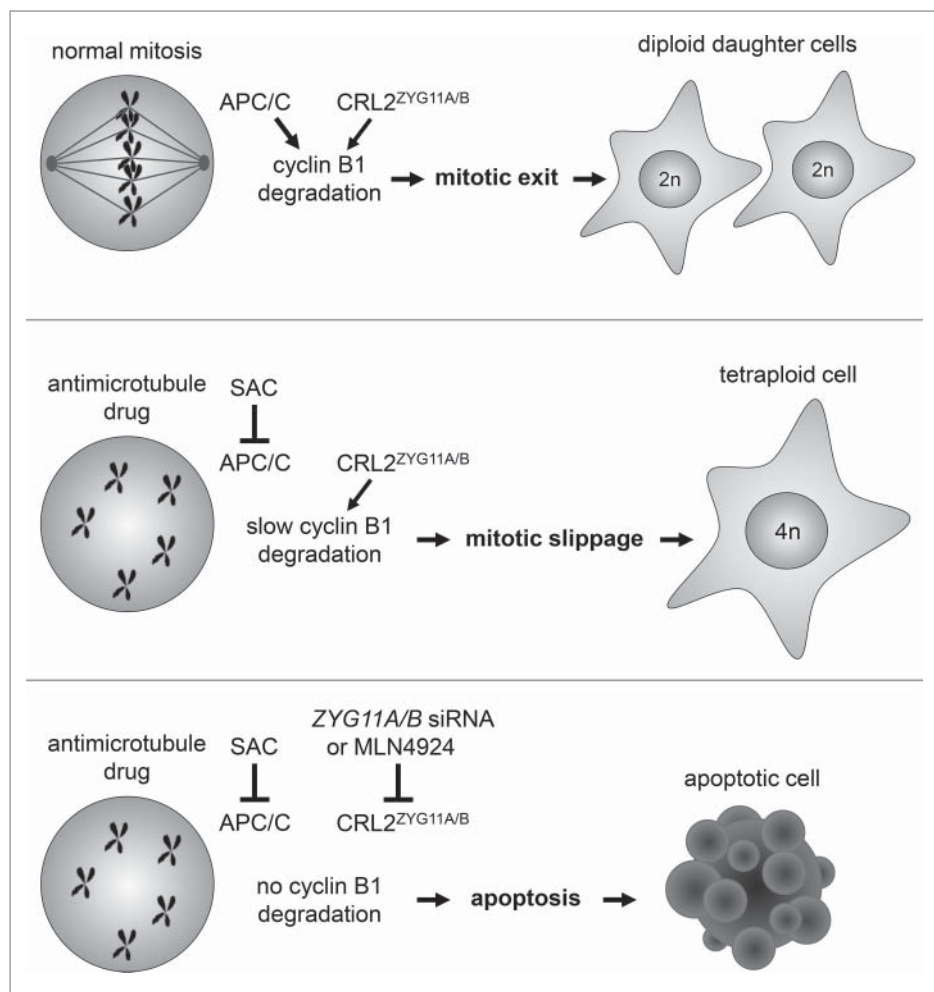 normal mitosis
diploid daughter cells
APC/C
CRL2ZYG11A/B
cyclin B1
degradation
mitotic exit
2n
2n
antimicrotubule
drug
SAC
tetraploid cell
APC/C
CRL2ZYG11A/B
slow cyclin B1
degradation
mitotic slippage
4n
antimicrotubule
drug
SAC
ZYG11A/B siRNA
or MLN4924
apoptotic cell
APC/C
CRL2ZYG11A/B
no cyclin B1
degradation
apoptosis